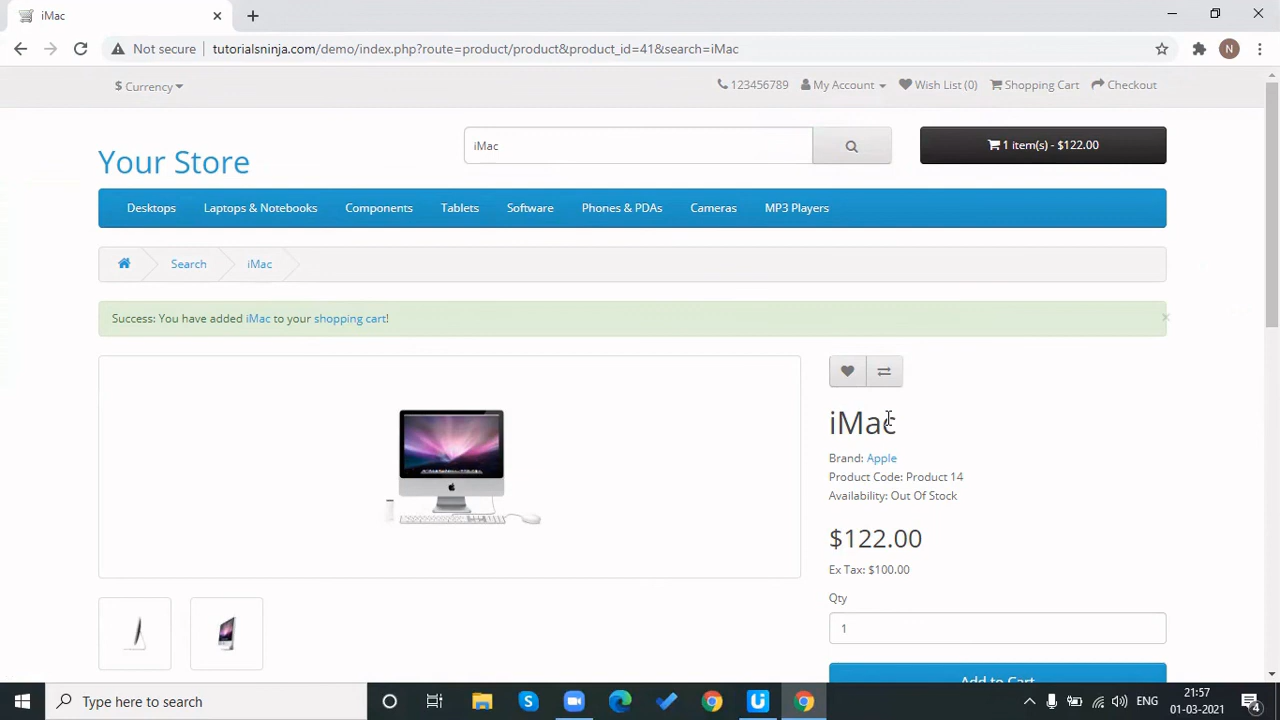 iMac
Not secure
tutorialsninja.com/demo/index.php?route=product/product&product_id=41&search=iMac
N
$ Currency
123456789
My Account
Wish List (0)
Shopping Cart
Checkout
Your Store
iMac
1 item(s) - $122.00
Desktops
Laptops & Notebooks
Components
Tablets
Software
Phones & PDAs
Cameras
MP3 Players
Search
iMac
Success: You have added iMac to your shopping cart!
×
iMac
Brand: Apple
Product Code: Product 14
Availability: Out Of Stock
$122.00
Ex Tax: $100.00
Qty
1
Add to Cart
Type here to search
ENG
21:57
01-03-2021
4